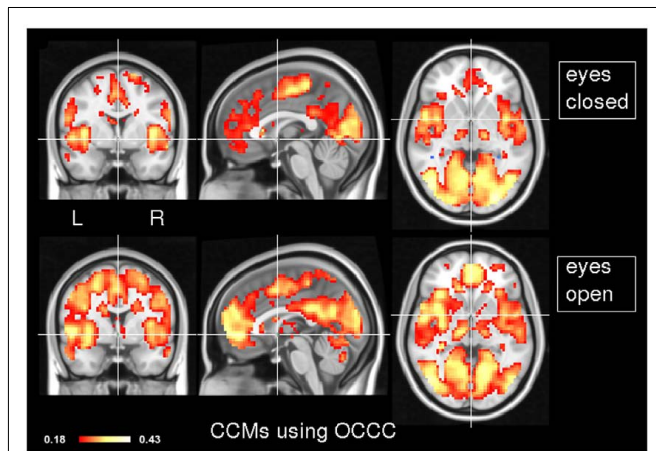 eyes
closed
L R
eyes
open
0.18 0.43
CCMs using OCCC